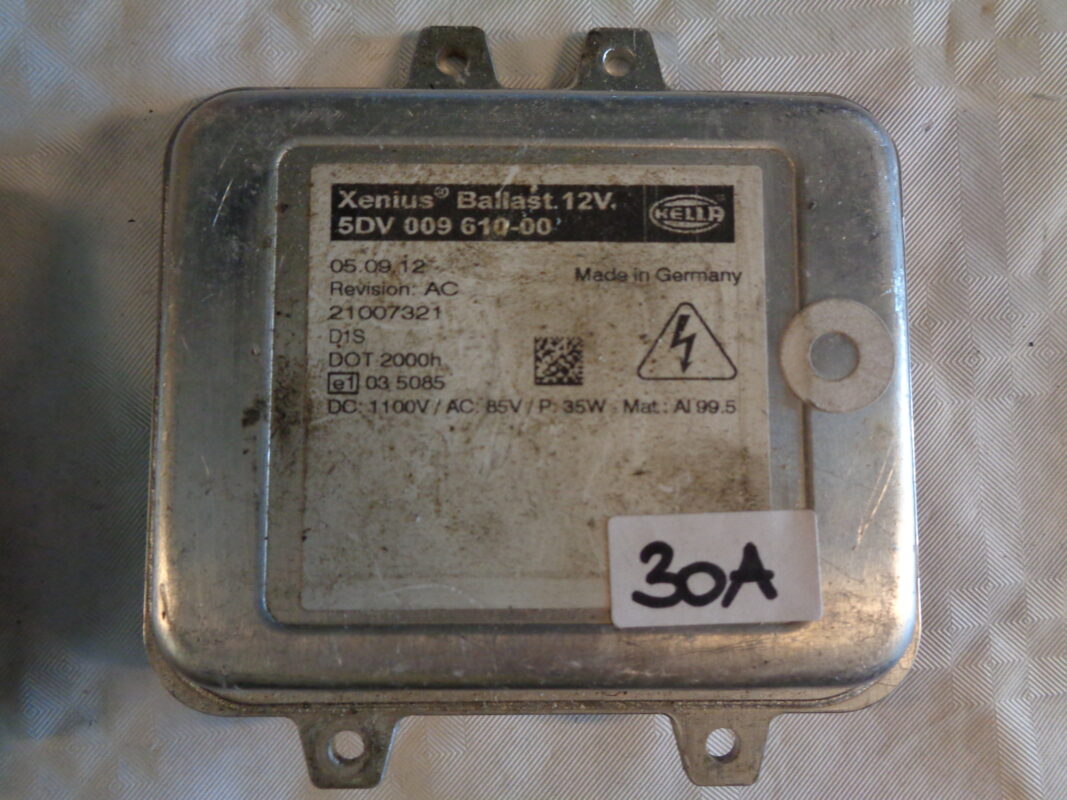 Xenius® Ballast 12V.
5DV 009 610-00
HELLA
05.09.12
Made in Germany
Revision: AC
21007321
D1S
DOT 2000h
e1 03 5085
DC: 1100V / AC: 85V / P: 35W - Mat.: Al 99.5
30A